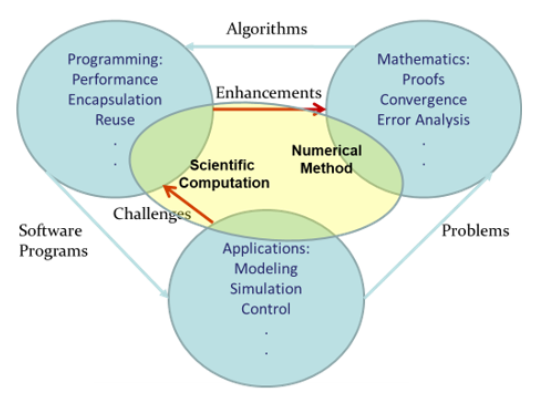 Algorithms
Programming:
Performance
Encapsulation
Reuse
.
.
Mathematics:
Proofs
Convergence
Error Analysis
.
.
Enhancements
Scientific
Computation
Numerical
Method
Challenges
Software
Programs
Problems
Applications:
Modeling
Simulation
Control
.
.